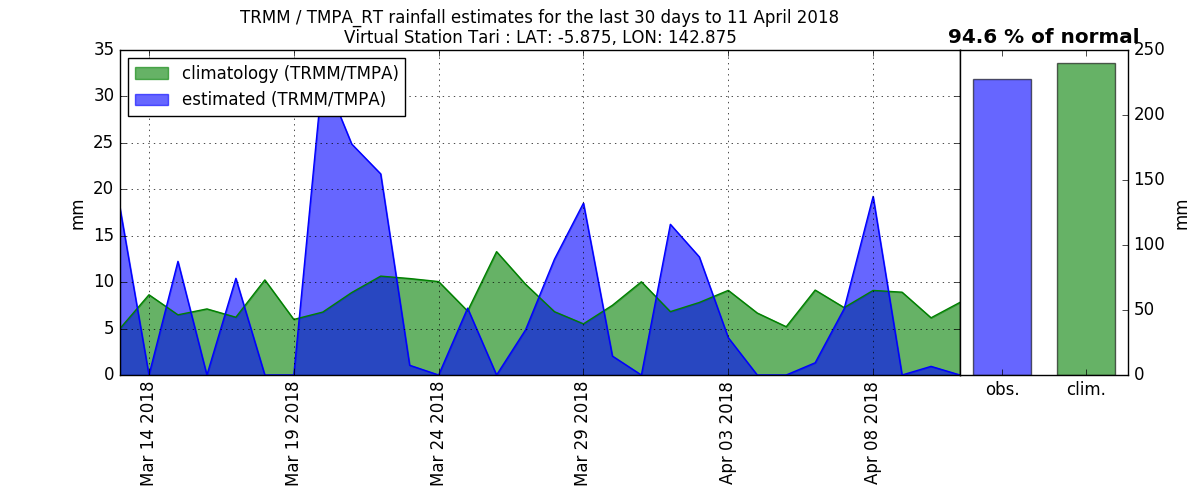 TRMM / TMPA_RT rainfall estimates for the last 30 days to 11 April 2018
Virtual Station Tari : LAT: -5.875, LON: 142.875
94.6 % of normal
climatology (TRMM/TMPA)
estimated (TRMM/TMPA)
35
30
25
20
15
10
5
0
mm
Mar 14 2018
Mar 19 2018
Mar 24 2018
Mar 29 2018
Apr 03 2018
Apr 08 2018
obs.
clim.
250
200
150
100
50
0
mm